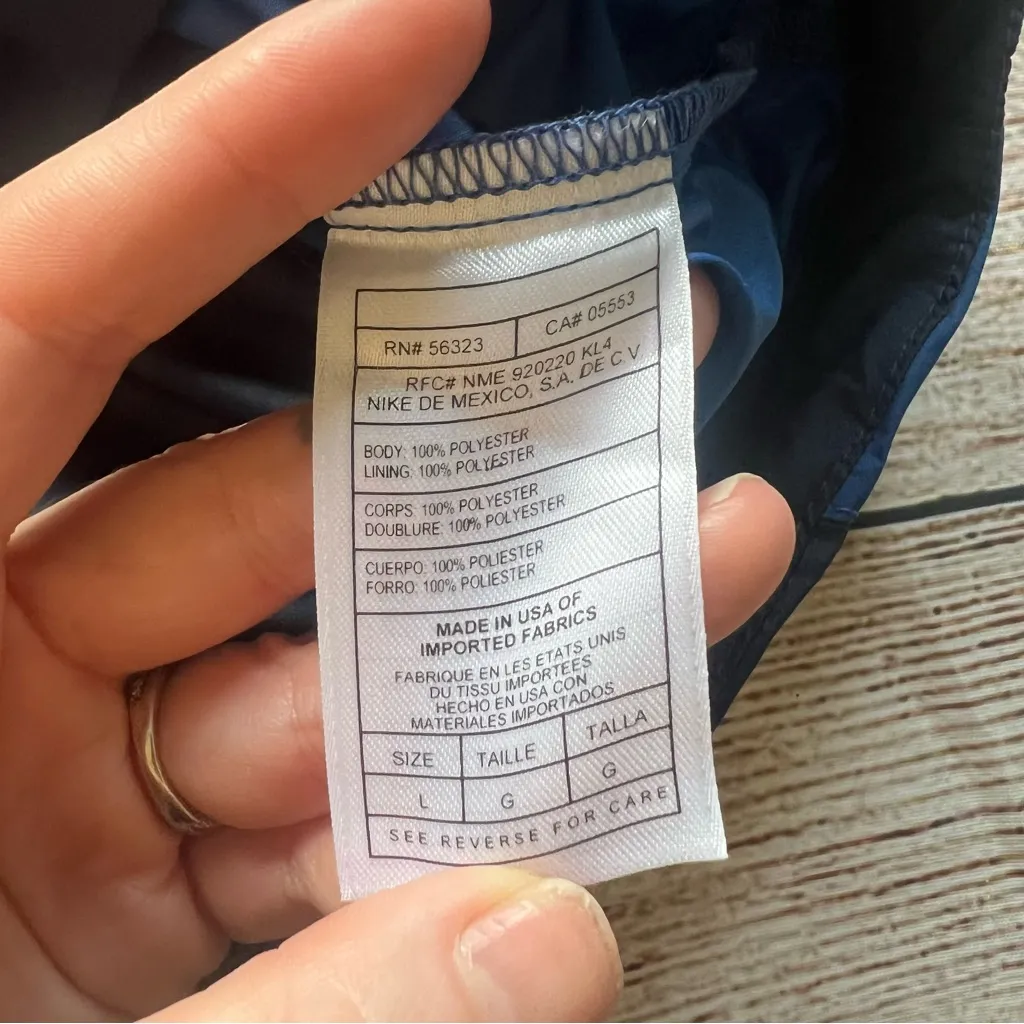 RN# 56323
CA# 05553
RFC# NME 920220 KL4
NIKE DE MEXICO, S.A. DE C V
BODY: 100% POLYESTER
LINING: 100% POLYESTER
CORPS: 100% POLYESTER
DOUBLURE: 100% POLYESTER
CUERPO: 100% POLIESTER
FORRO: 100% POLIESTER
MADE IN USA OF
IMPORTED FABRICS
FABRIQUE EN LES ETATS UNIS
DU TISSU IMPORTEES
HECHO EN USA CON
MATERIALES IMPORTADOS
SIZE TAILLE TALLA
L G G
SEE REVERSE FOR CARE